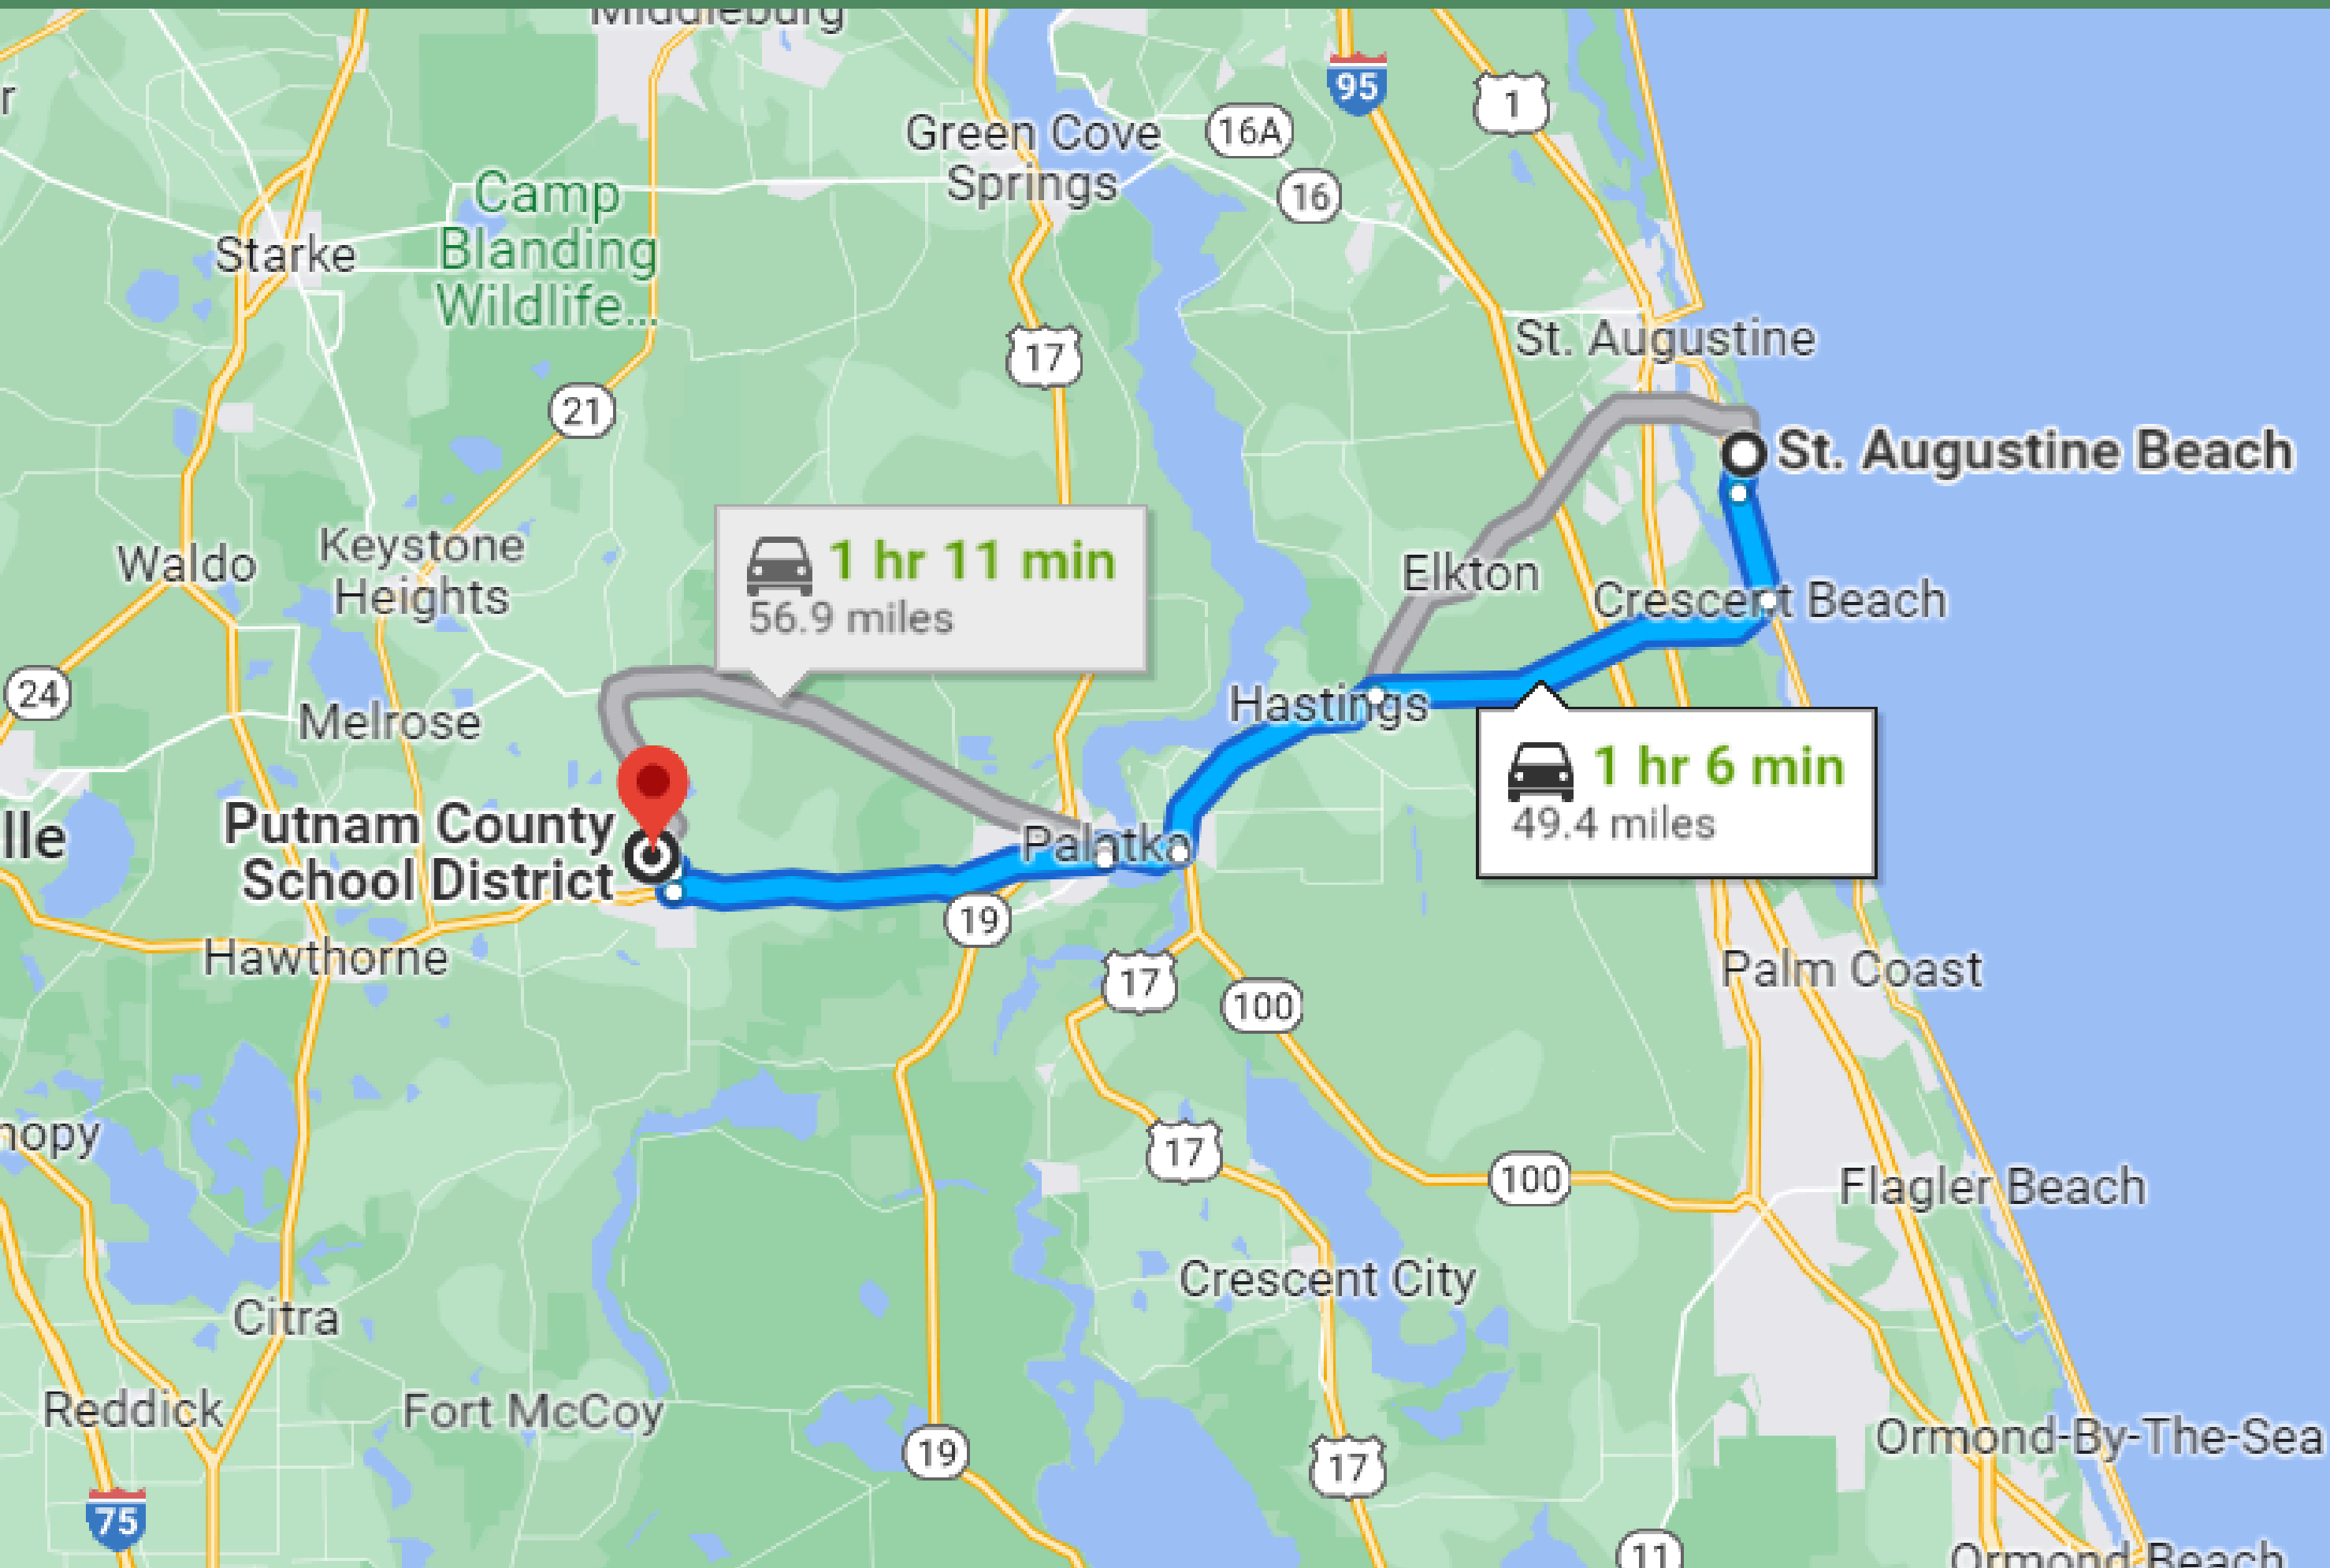 Middleburg
r
95
1
Green Cove
Springs
16A
16
Camp
Blanding
Wildlife...
Starke
17
St. Augustine
21
St. Augustine Beach
1 hr 11 min
56.9 miles
Keystone
Heights
Waldo
Elkton
Crescent Beach
24
Melrose
Hastings
1 hr 6 min
49.4 miles
Putnam County
School District
lle
Palatka
19
Hawthorne
17
100
Palm Coast
nopy
17
100
Flagler Beach
Crescent City
Citra
Reddick
Fort McCoy
19
17
Ormond-By-The-Sea
75
11
Ormond Beach